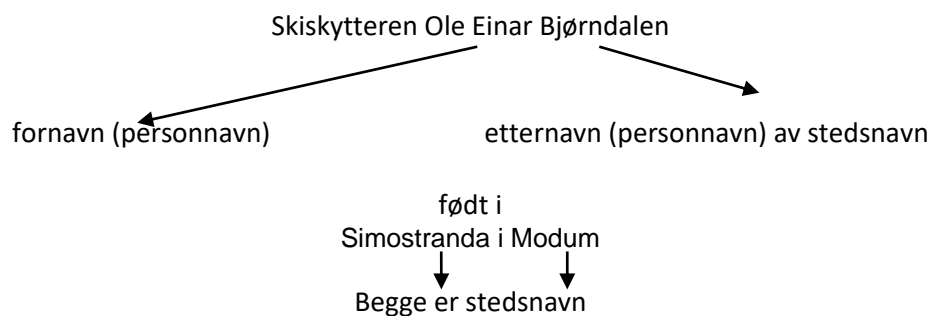 Skiskytteren Ole Einar Bjørndalen
fornavn (personnavn)
etternavn (personnavn) av stedsnavn
født i
Simostranda i Modum
Begge er stedsnavn